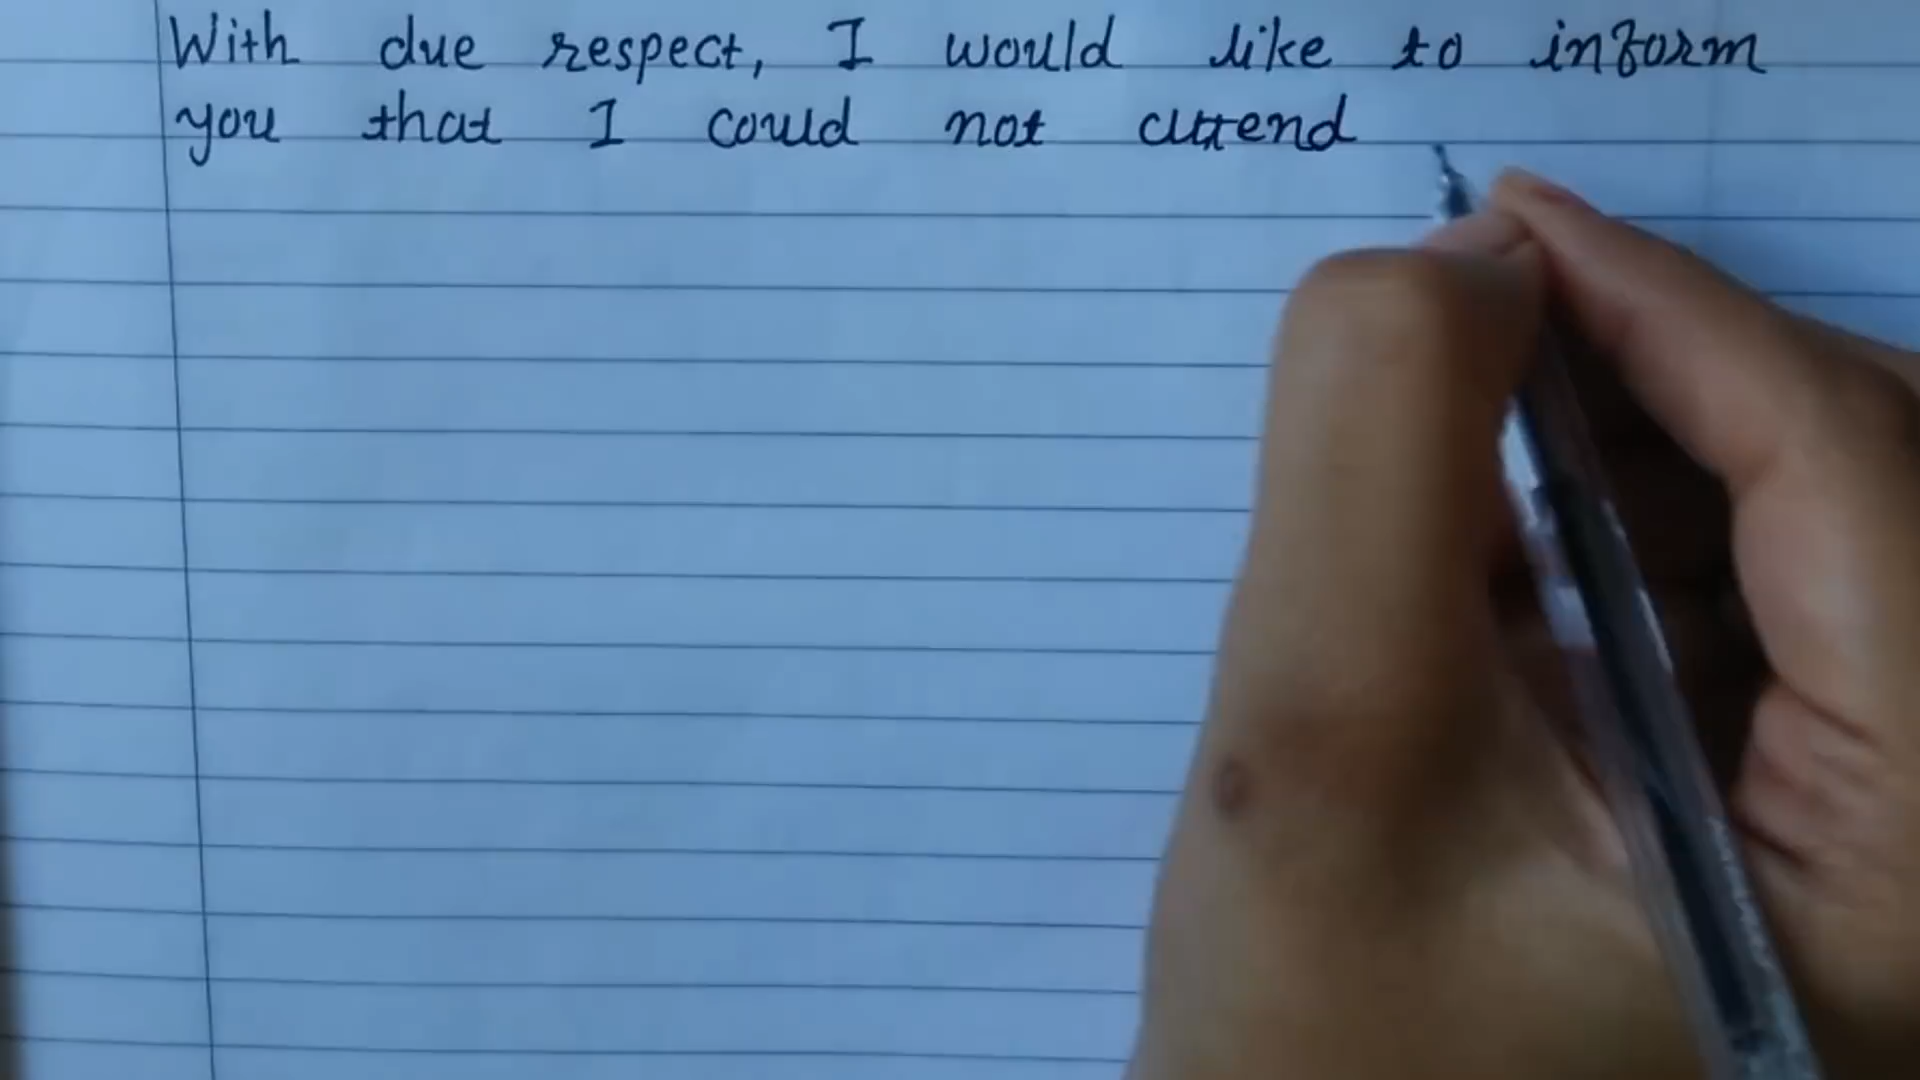 With due respect, I would like to inform
you that I could not attend